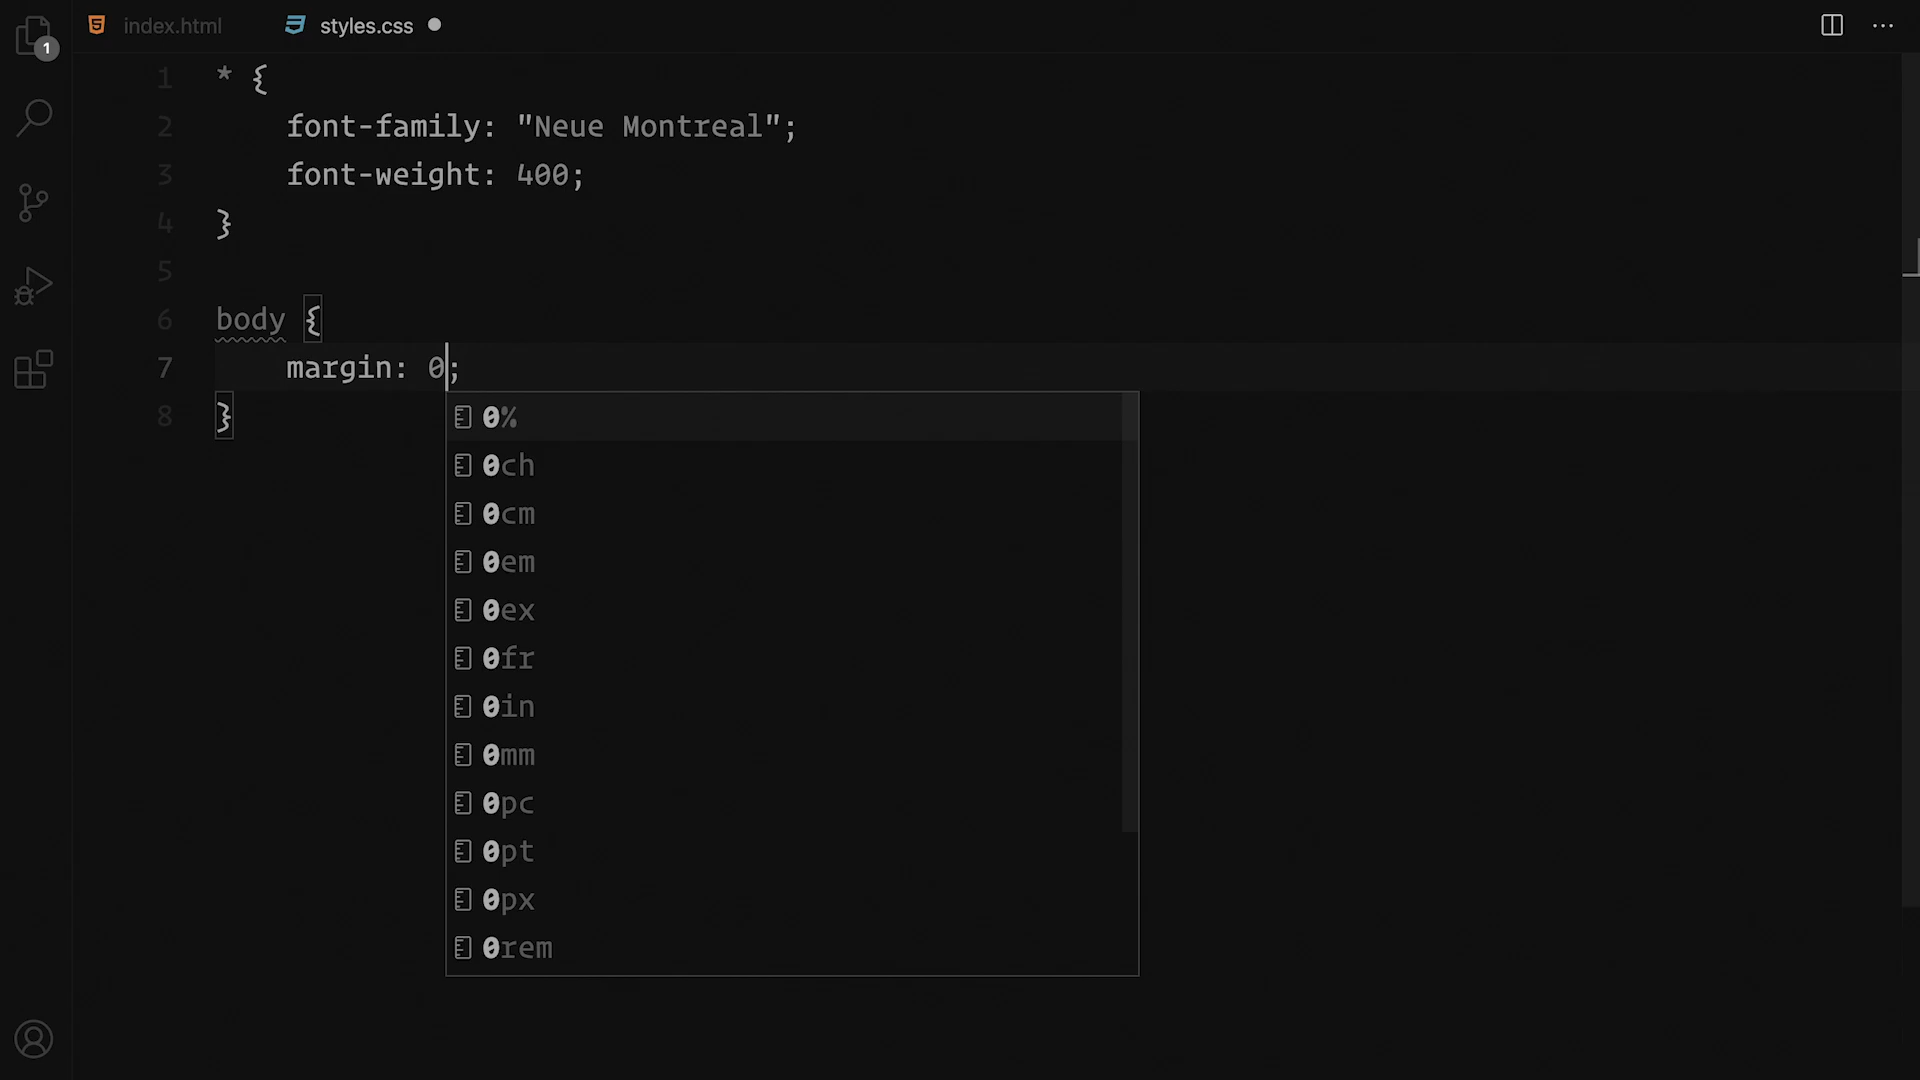 1
index.html
styles.css
1 * {
2 font-family: "Neue Montreal";
3 font-weight: 400;
4 }
5
6 body {
7 margin: 0;
8 }
0%
0ch
0cm
0em
0ex
0fr
0in
0mm
0pc
0pt
0px
0rem